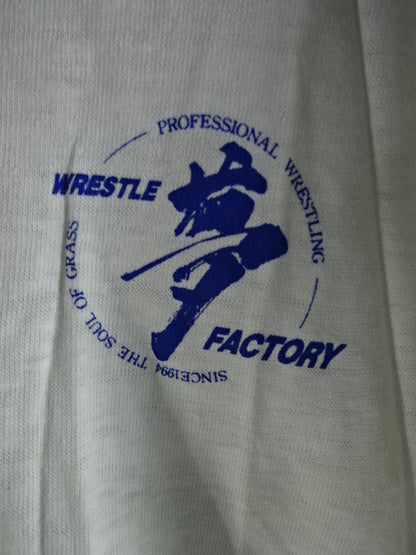 PROFESSIONAL WRESTLING
WRESTLE
夢
FACTORY
SINCE1994 THE SOUL OF GRASS